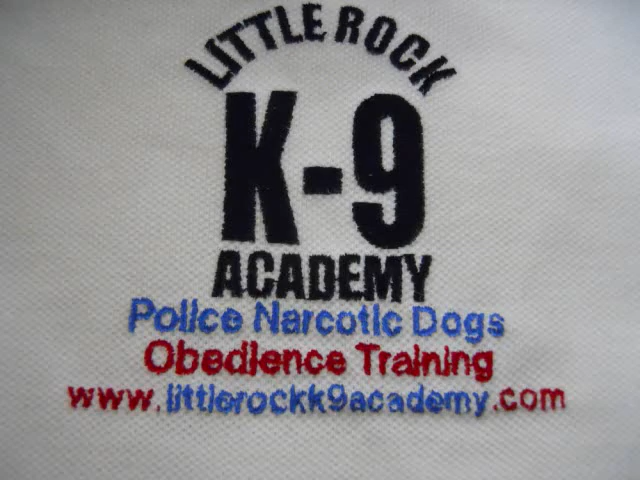 LITTLE ROCK
K-9
ACADEMY
Police Narcotic Dogs
Obedience Training
www.littlerockk9academy.com